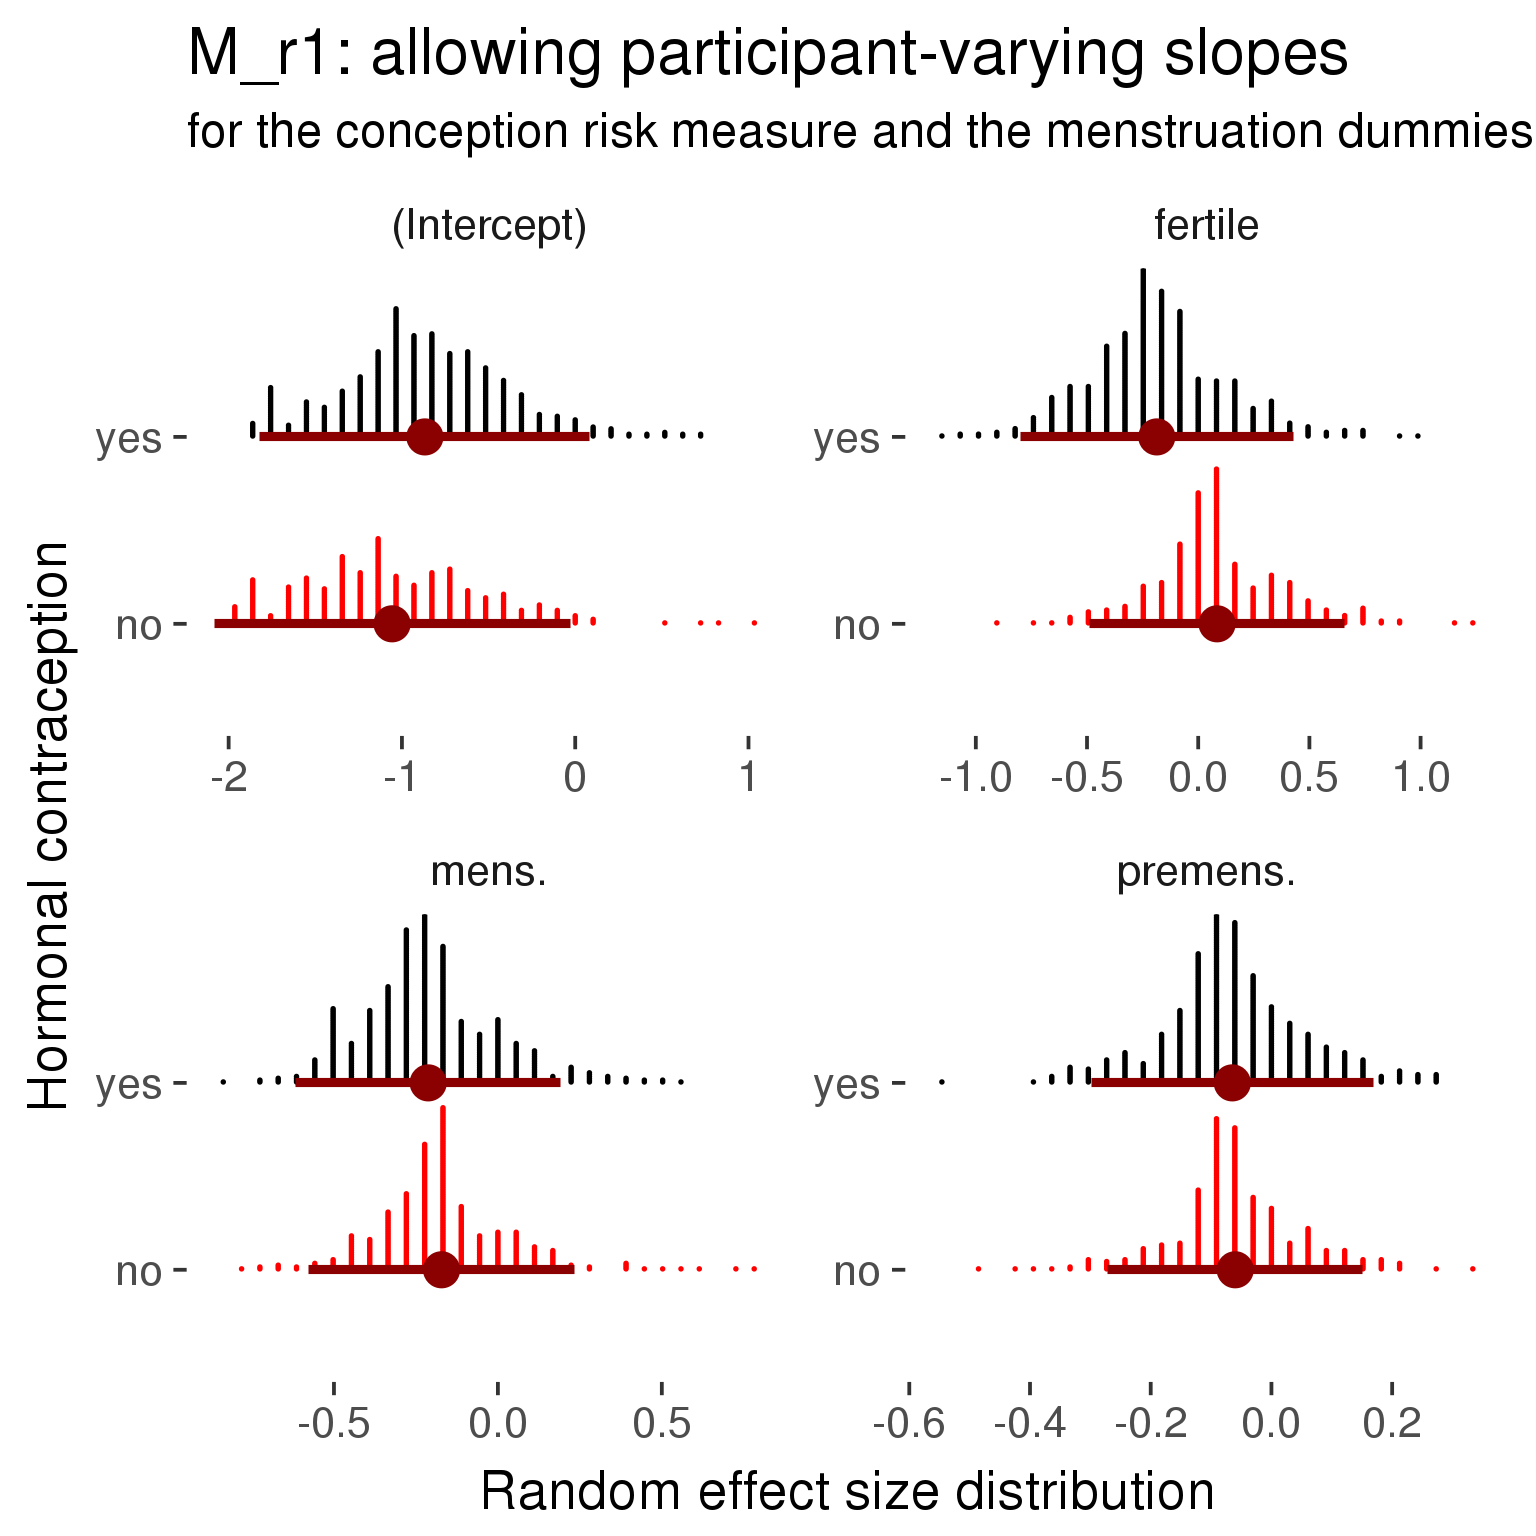 M_r1: allowing participant-varying slopes
for the conception risk measure and the menstruation dummies
(Intercept)
fertile
yes
no
yes
no
-2
-1
0
1
-1.0
-0.5
0.0
0.5
1.0
Hormonal contraception
mens.
premens.
yes
no
yes
no
-0.5
0.0
0.5
-0.6
-0.4
-0.2
0.0
0.2
Random effect size distribution